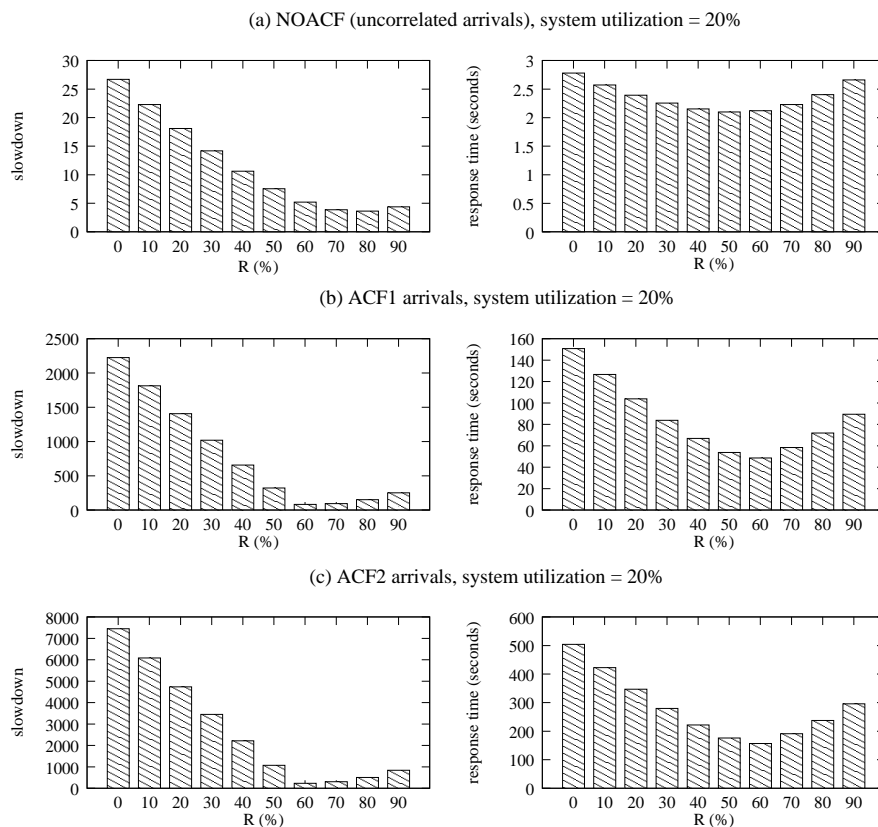 (a) NOACF (uncorrelated arrivals), system utilization = 20%
slowdown
30
25
20
15
10
5
0
0 10 20 30 40 50 60 70 80 90
R (%)
response time (seconds)
3
2.5
2
1.5
1
0.5
0
0 10 20 30 40 50 60 70 80 90
R (%)
(b) ACF1 arrivals, system utilization = 20%
slowdown
2500
2000
1500
1000
500
0
0 10 20 30 40 50 60 70 80 90
R (%)
response time (seconds)
160
140
120
100
80
60
40
20
0
0 10 20 30 40 50 60 70 80 90
R (%)
(c) ACF2 arrivals, system utilization = 20%
slowdown
8000
7000
6000
5000
4000
3000
2000
1000
0
0 10 20 30 40 50 60 70 80 90
R (%)
response time (seconds)
600
500
400
300
200
100
0
0 10 20 30 40 50 60 70 80 90
R (%)